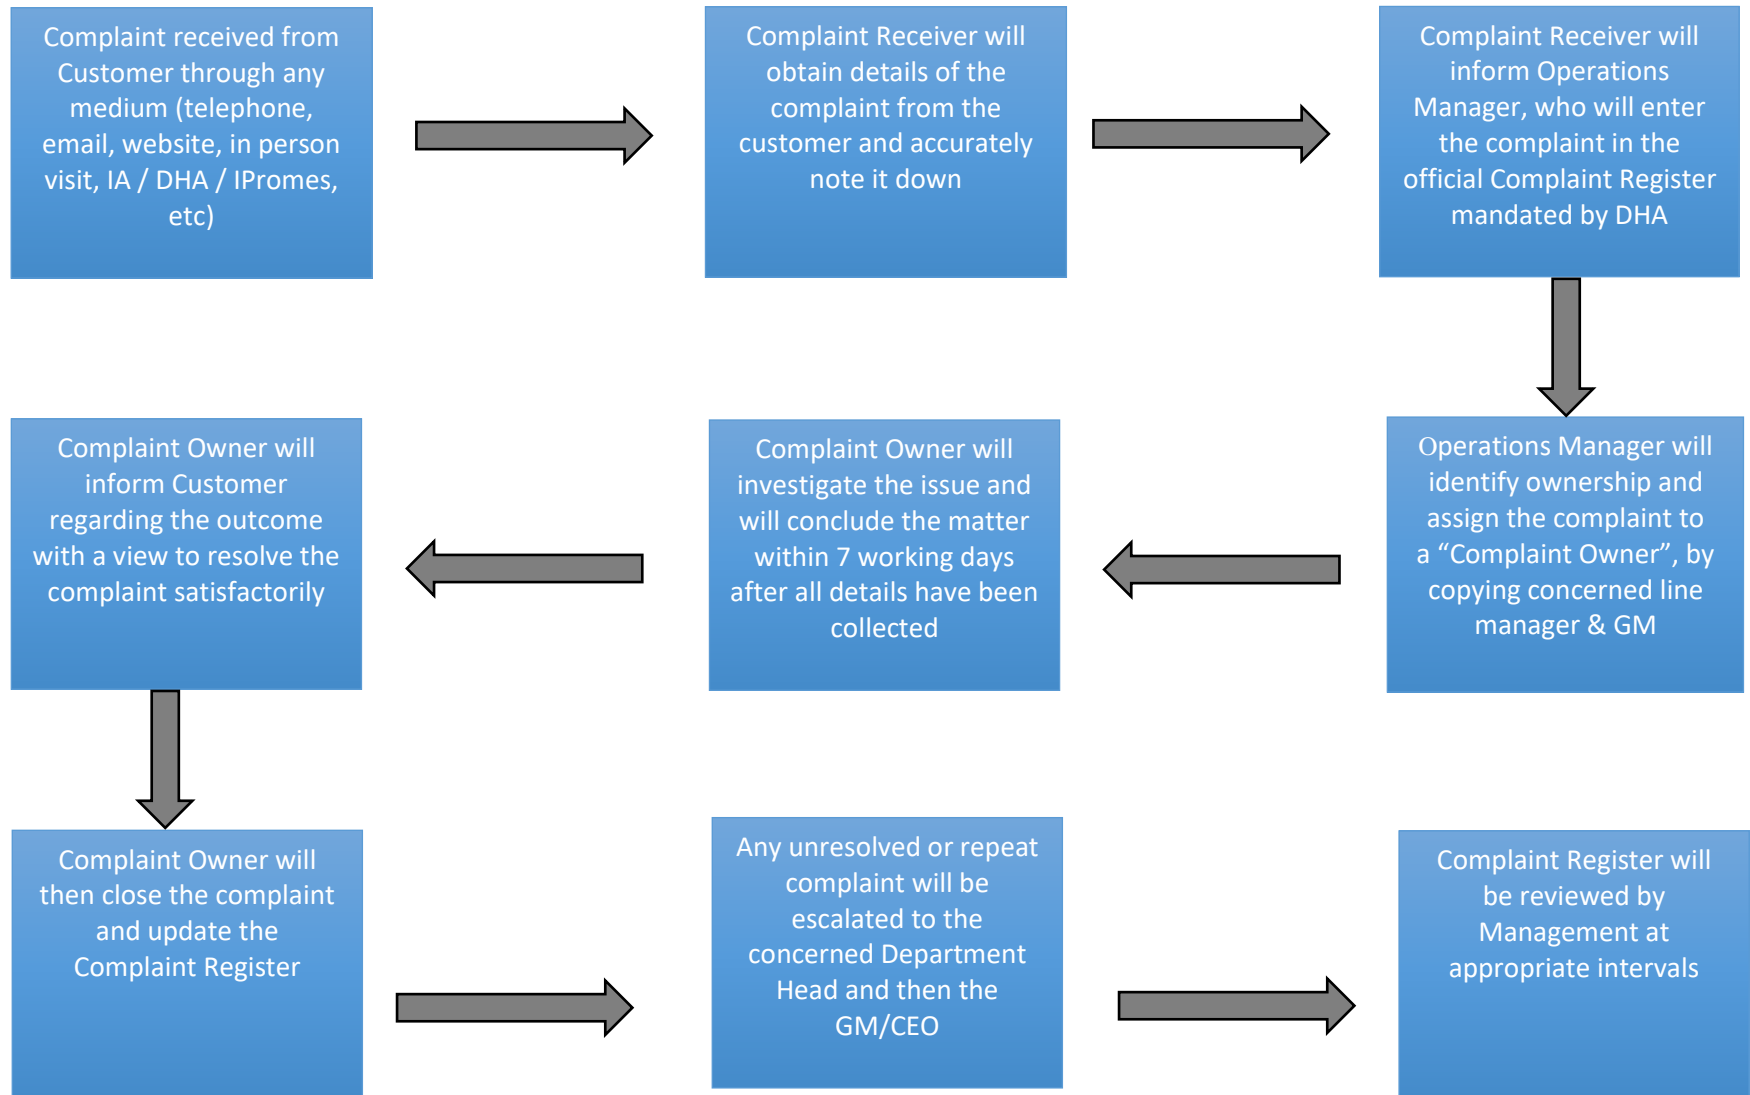 Complaint received from
Customer through any
medium (telephone,
email, website, in person
visit, IA / DHA / IPromes,
etc)
Complaint Receiver will
obtain details of the
complaint from the
customer and accurately
note it down
Complaint Receiver will
inform Operations
Manager, who will enter
the complaint in the
official Complaint Register
mandated by DHA
Operations Manager will
identify ownership and
assign the complaint to
a “Complaint Owner”, by
copying concerned line
manager & GM
Complaint Owner will
investigate the issue and
will conclude the matter
within 7 working days
after all details have been
collected
Complaint Owner will
inform Customer
regarding the outcome
with a view to resolve the
complaint satisfactorily
Complaint Owner will
then close the complaint
and update the
Complaint Register
Any unresolved or repeat
complaint will be
escalated to the
concerned Department
Head and then the
GM/CEO
Complaint Register will
be reviewed by
Management at
appropriate intervals